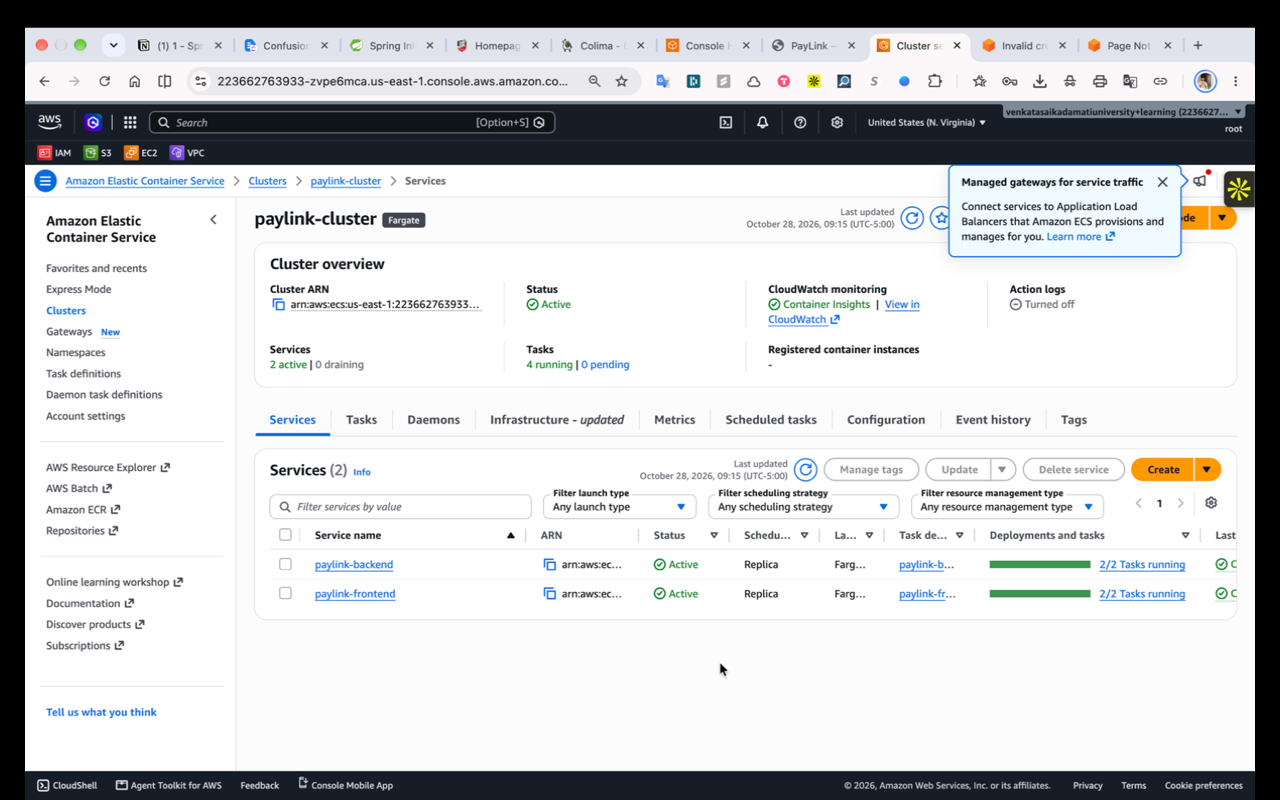 (1) 1 - Spr
Confusion
Spring Ini
Homepag
Colima -
Console H
PayLink –
Cluster se
Invalid cr
Page Not
223662763933-zvpe6mca.us-east-1.console.aws.amazon.co...
aws
Search
[Option+S]
United States (N. Virginia)
venkatasaikadamatiuniversity+learning (2236627...
root
IAM
S3
EC2
VPC
Amazon Elastic Container Service
Clusters
paylink-cluster
Services
Managed gateways for service traffic
Connect services to Application Load
Balancers that Amazon ECS provisions and
manages for you. Learn more
Amazon Elastic
Container Service
Favorites and recents
Express Mode
Clusters
Gateways New
Namespaces
Task definitions
Daemon task definitions
Account settings
AWS Resource Explorer
AWS Batch
Amazon ECR
Repositories
Online learning workshop
Documentation
Discover products
Subscriptions
Tell us what you think
paylink-cluster
Fargate
Last updated
October 28, 2026, 09:15 (UTC-5:00)
de
Cluster overview
Cluster ARN
arn:aws:ecs:us-east-1:223662763933...
Status
Active
CloudWatch monitoring
Container Insights | View in
CloudWatch
Action logs
Turned off
Services
2 active | 0 draining
Tasks
4 running | 0 pending
Registered container instances
-
Services
Tasks
Daemons
Infrastructure - updated
Metrics
Scheduled tasks
Configuration
Event history
Tags
Services (2) Info
Last updated
October 28, 2026, 09:15 (UTC-5:00)
Manage tags
Update
Delete service
Create
Filter services by value
Filter launch type
Any launch type
Filter scheduling strategy
Any scheduling strategy
Filter resource management type
Any resource management type
1
Service name
ARN
Status
Schedu...
La...
Task de...
Deployments and tasks
Last
paylink-backend arn:aws:ec... Active Replica Farg... paylink-b... 2/2 Tasks running C
paylink-frontend arn:aws:ec... Active Replica Farg... paylink-fr... 2/2 Tasks running C
CloudShell
Agent Toolkit for AWS
Feedback
Console Mobile App
© 2026, Amazon Web Services, Inc. or its affiliates.
Privacy
Terms
Cookie preferences